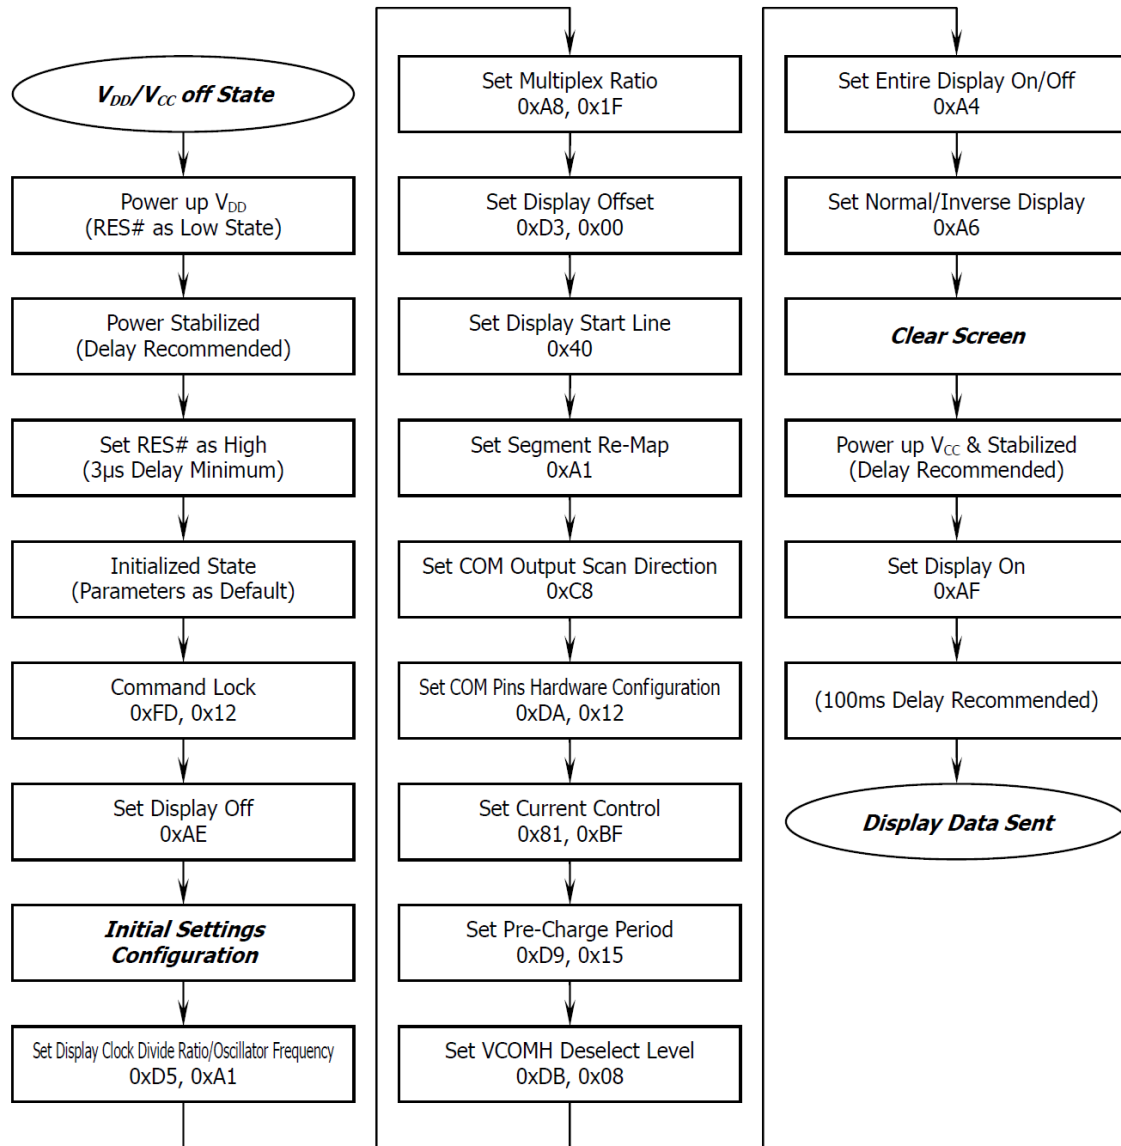 V_DD/V_CC off State
Power up V_DD
(RES# as Low State)
Power Stabilized
(Delay Recommended)
Set RES# as High
(3μs Delay Minimum)
Initialized State
(Parameters as Default)
Command Lock
0xFD, 0x12
Set Display Off
0xAE
Initial Settings
Configuration
Set Display Clock Divide Ratio/Oscillator Frequency
0xD5, 0xA1
Set Multiplex Ratio
0xA8, 0x1F
Set Display Offset
0xD3, 0x00
Set Display Start Line
0x40
Set Segment Re-Map
0xA1
Set COM Output Scan Direction
0xC8
Set COM Pins Hardware Configuration
0xDA, 0x12
Set Current Control
0x81, 0xBF
Set Pre-Charge Period
0xD9, 0x15
Set VCOMH Deselect Level
0xDB, 0x08
Set Entire Display On/Off
0xA4
Set Normal/Inverse Display
0xA6
Clear Screen
Power up V_CC & Stabilized
(Delay Recommended)
Set Display On
0xAF
(100ms Delay Recommended)
Display Data Sent